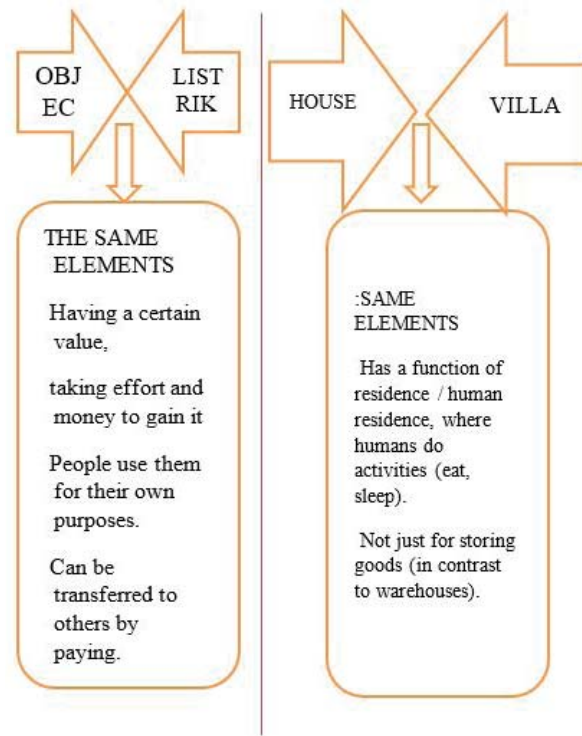 OBJ
EC
LIST
RIK
THE SAME
ELEMENTS
Having a certain
value,
taking effort and
money to gain it
People use them
for their own
purposes.
Can be
transferred to
others by
paying.
HOUSE
VILLA
:SAME
ELEMENTS
Has a function of
residence / human
residence, where
humans do
activities (eat,
sleep).
Not just for storing
goods (in contrast
to warehouses).